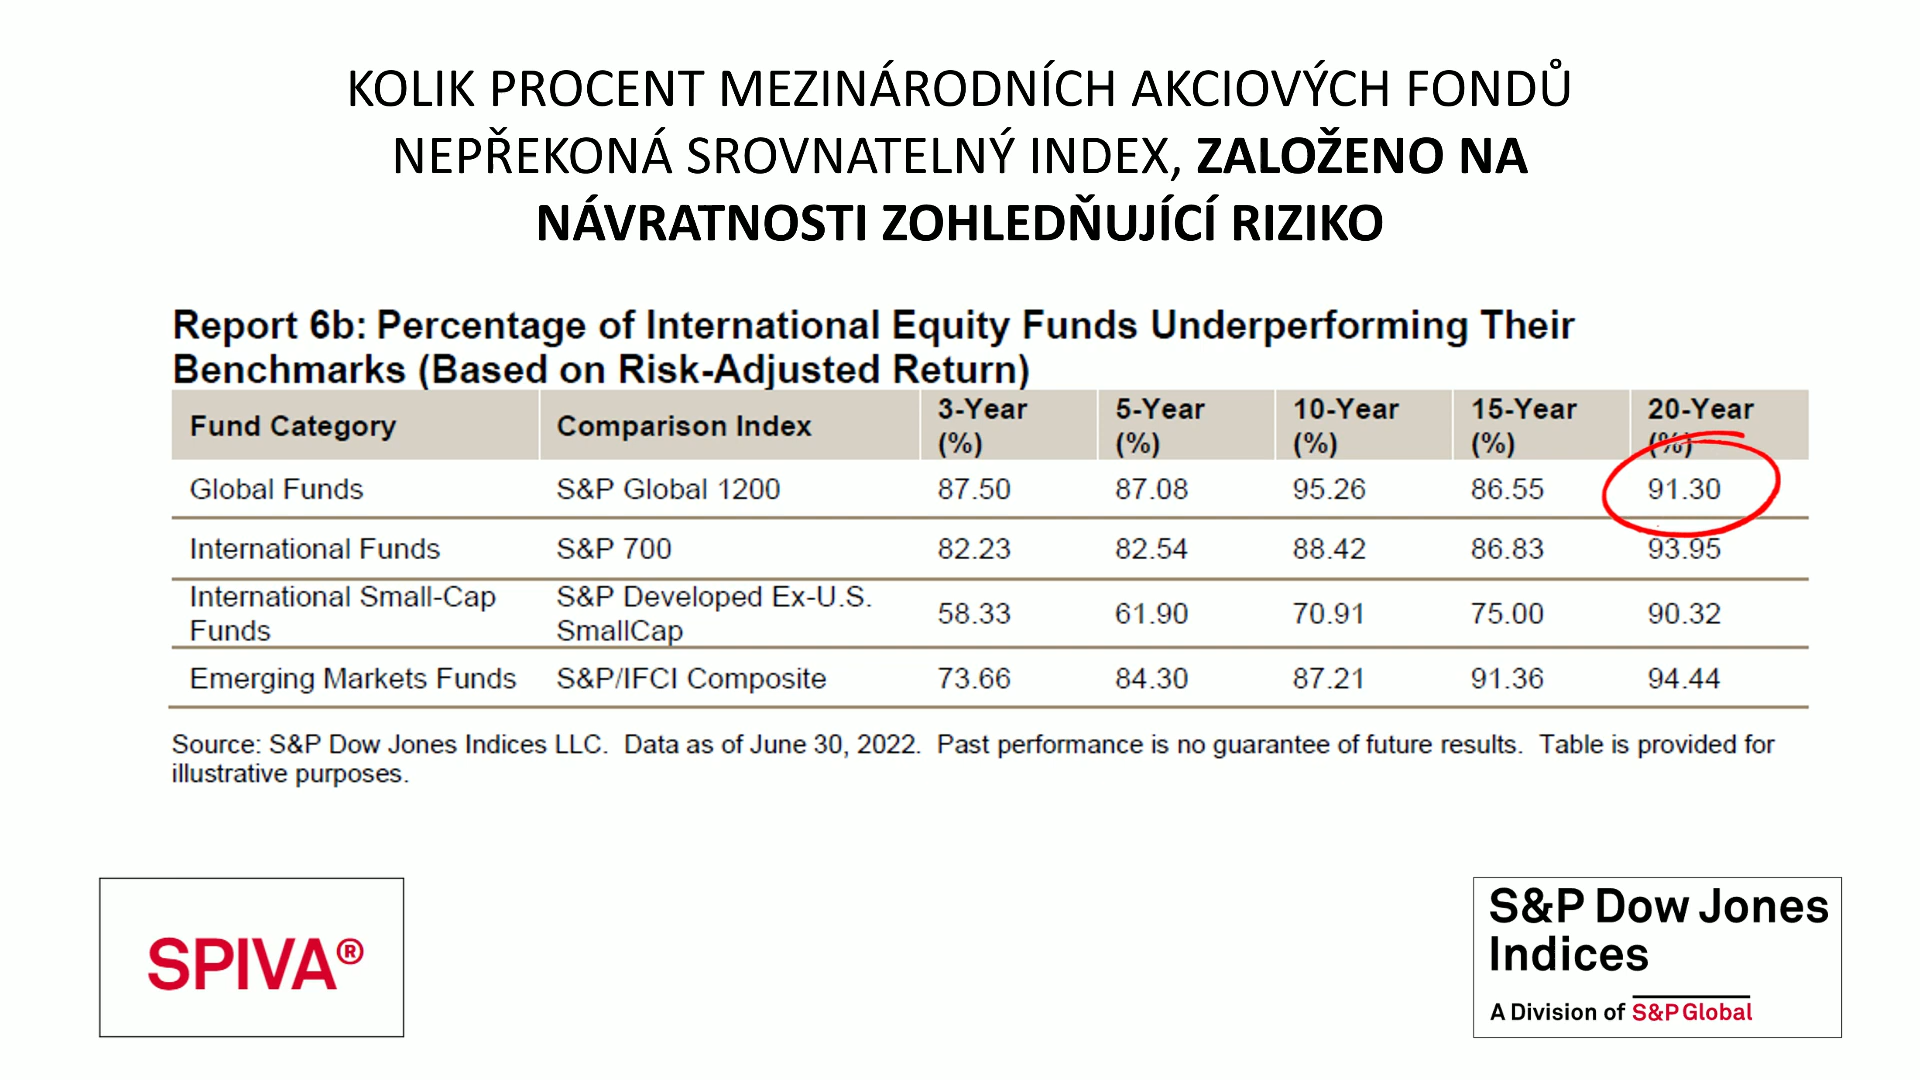 KOLIK PROCENT MEZINÁRODNÍCH AKCIOVÝCH FONDŮ
NEPŘEKONÁ SROVNATELNÝ INDEX, ZALOŽENO NA
NÁVRATNOSTI ZOHLEDŇUJÍCÍ RIZIKO
Report 6b: Percentage of International Equity Funds Underperforming Their
Benchmarks (Based on Risk-Adjusted Return)
Fund Category Comparison Index 3-Year (%) 5-Year (%) 10-Year (%) 15-Year (%) 20-Year (%)
Global Funds S&P Global 1200 87.50 87.08 95.26 86.55 91.30
International Funds S&P 700 82.23 82.54 88.42 86.83 93.95
International Small-Cap Funds S&P Developed Ex-U.S. SmallCap 58.33 61.90 70.91 75.00 90.32
Emerging Markets Funds S&P/IFCI Composite 73.66 84.30 87.21 91.36 94.44
Source: S&P Dow Jones Indices LLC. Data as of June 30, 2022. Past performance is no guarantee of future results. Table is provided for
illustrative purposes.
SPIVA®
S&P Dow Jones
Indices
A Division of S&P Global